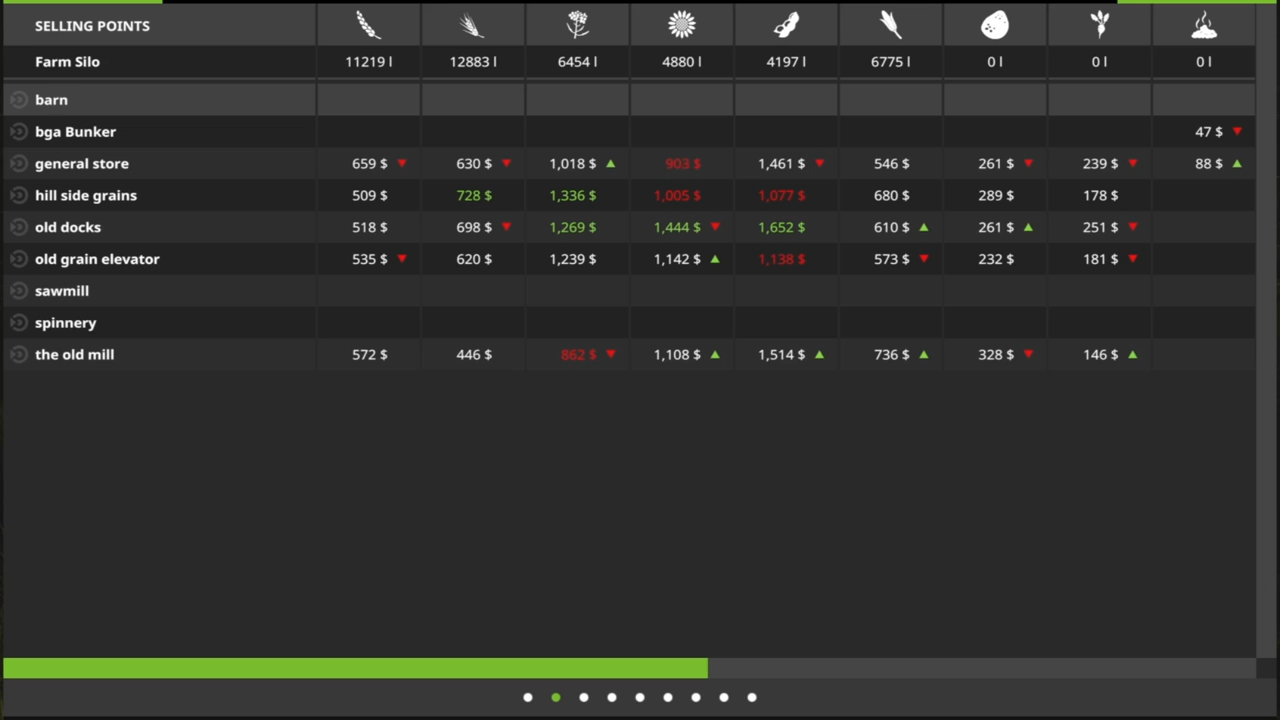 SELLING POINTS
Farm Silo 11219 l 12883 l 6454 l 4880 l 4197 l 6775 l 0 l 0 l 0 l
barn
bga Bunker 47 $
general store 659 $ 630 $ 1,018 $ 903 $ 1,461 $ 546 $ 261 $ 239 $ 88 $
hill side grains 509 $ 728 $ 1,336 $ 1,005 $ 1,077 $ 680 $ 289 $ 178 $
old docks 518 $ 698 $ 1,269 $ 1,444 $ 1,652 $ 610 $ 261 $ 251 $
old grain elevator 535 $ 620 $ 1,239 $ 1,142 $ 1,138 $ 573 $ 232 $ 181 $
sawmill
spinnery
the old mill 572 $ 446 $ 862 $ 1,108 $ 1,514 $ 736 $ 328 $ 146 $